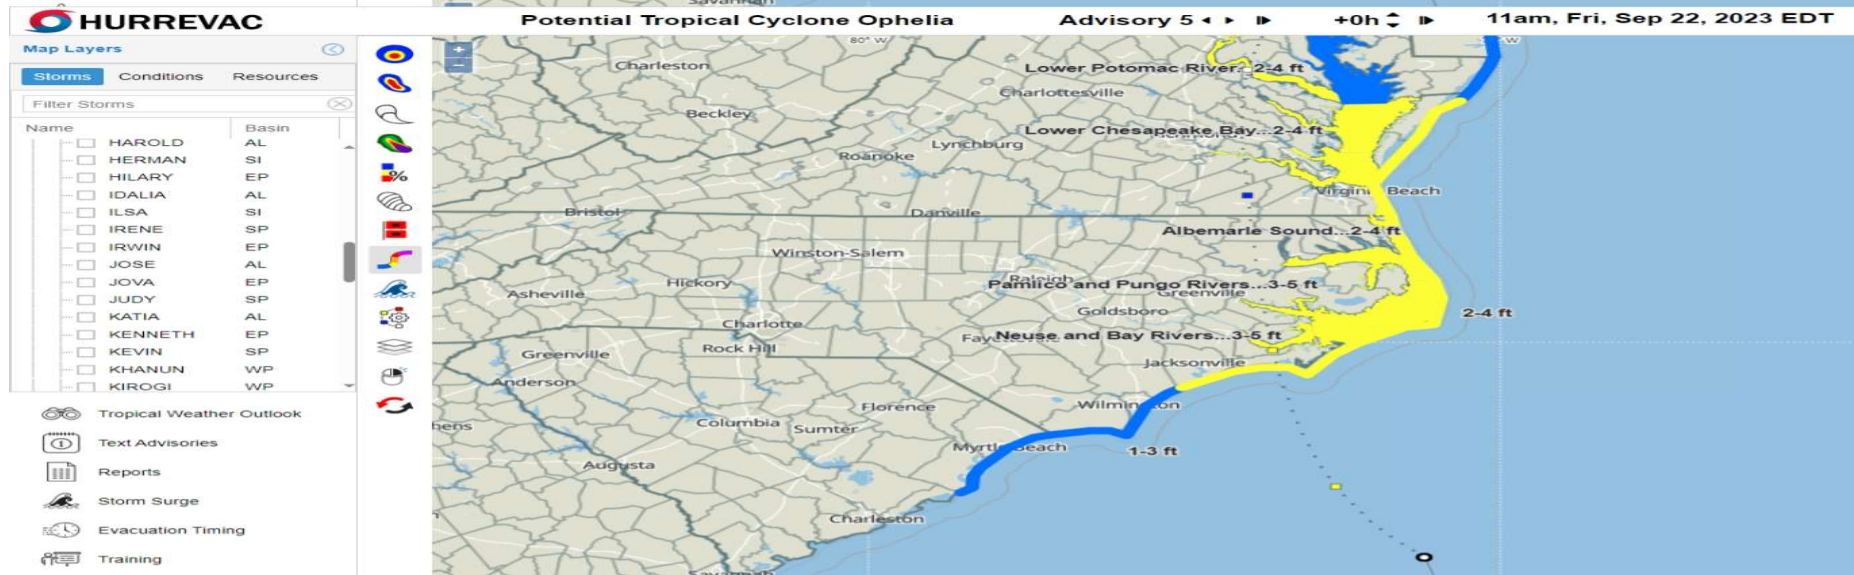 HURREVAC
Potential Tropical Cyclone Ophelia
Advisory 5
+0h
11am, Fri, Sep 22, 2023 EDT
Map Layers
Storms Conditions Resources
Filter Storms
Name Basin
HAROLD AL
HERMAN SI
HILARY EP
IDALIA AL
ILSA SI
IRENE SP
IRWIN EP
JOSE AL
JOVA EP
JUDY SP
KATIA AL
KENNETH EP
KEVIN SP
KHANUN WP
KIROGI WP
Tropical Weather Outlook
Text Advisories
Reports
Storm Surge
Evacuation Timing
Training
+
-
%
80° W
Charleston
Lower Potomac River...2-4 ft
Charlottesville
Beckley
Lower Chesapeake Bay...2-4 ft
Lynchburg
Roanoke
Virginia Beach
Bristol
Danville
Albemarle Sound...2-4 ft
Winston-Salem
Raleigh
Hickory
Pamlico and Pungo Rivers...3-5 ft
Asheville
Greenville
Goldsboro
2-4 ft
Charlotte
Neuse and Bay Rivers...3-5 ft
Rock Hill
Greenville
Jacksonville
Anderson
Florence
Wilmington
Columbia
Sumter
Myrtle Beach
1-3 ft
Augusta
Charleston
Savannah